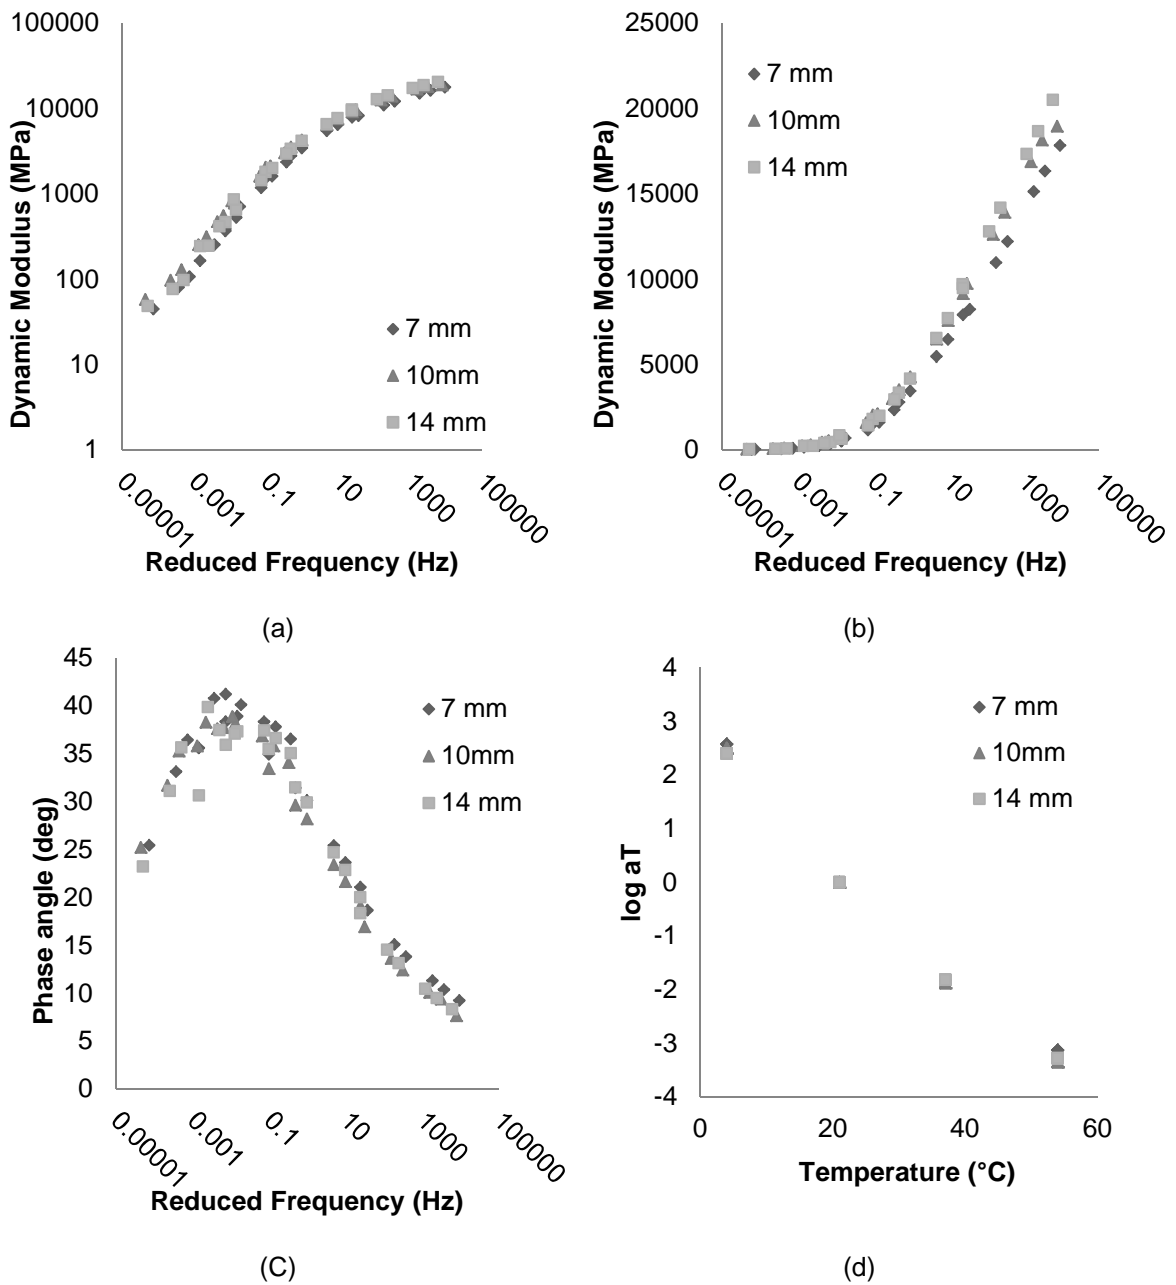 100000
10000
1000
100
10
1
Dynamic Modulus (MPa)
7 mm
10mm
14 mm
0.00001
0.001
0.1
10
1000
100000
Reduced Frequency (Hz)
(a)
25000
20000
15000
10000
5000
0
Dynamic Modulus (MPa)
7 mm
10mm
14 mm
0.00001
0.001
0.1
10
1000
100000
Reduced Frequency (Hz)
(b)
45
40
35
30
25
20
15
10
5
0
Phase angle (deg)
7 mm
10mm
14 mm
0.00001
0.001
0.1
10
1000
100000
Reduced Frequency (Hz)
(C)
4
3
2
1
0
-1
-2
-3
-4
log aT
7 mm
10mm
14 mm
0
20
40
60
Temperature (°C)
(d)